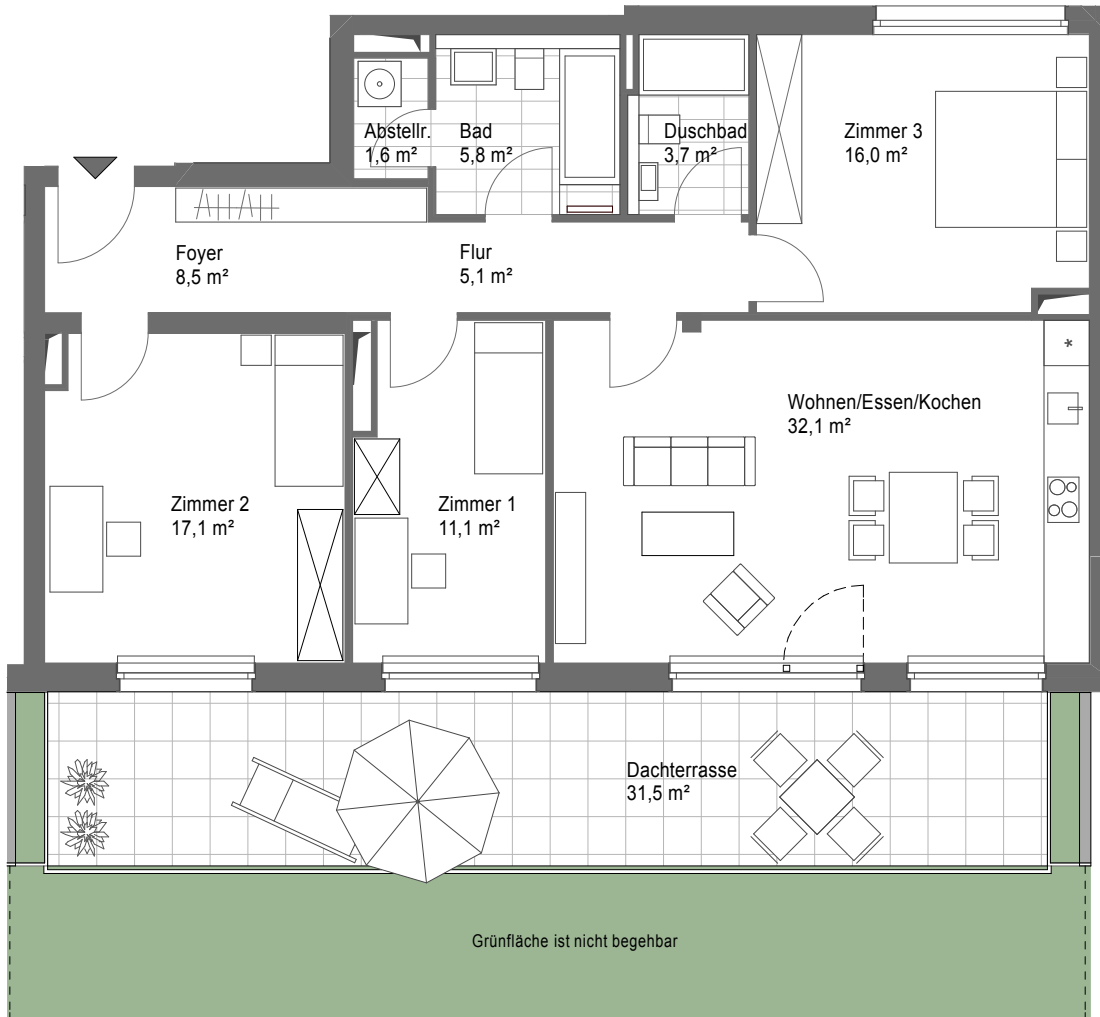 Abstellr.
1,6 m²
Bad
5,8 m²
Duschbad
3,7 m²
Zimmer 3
16,0 m²
Foyer
8,5 m²
Flur
5,1 m²
*
Wohnen/Essen/Kochen
32,1 m²
Zimmer 2
17,1 m²
Zimmer 1
11,1 m²
Dachterrasse
31,5 m²
Grünfläche ist nicht begehbar